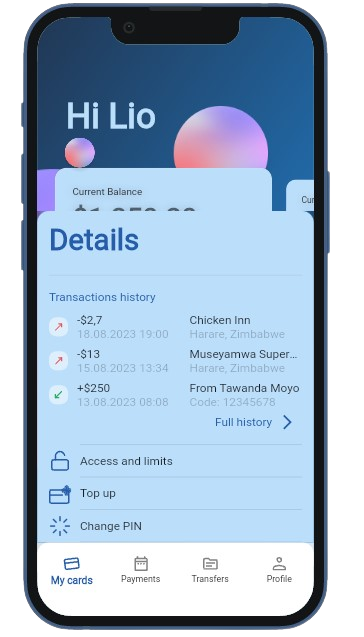 Hi Lio
Current Balance
Details
Transactions history
-$2,7 Chicken Inn
18.08.2023 19:00 Harare, Zimbabwe
-$13 Museyamwa Super...
15.08.2023 13:34 Harare, Zimbabwe
+$250 From Tawanda Moyo
13.08.2023 08:08 Code: 12345678
Full history
Access and limits
Top up
Change PIN
My cards Payments Transfers Profile